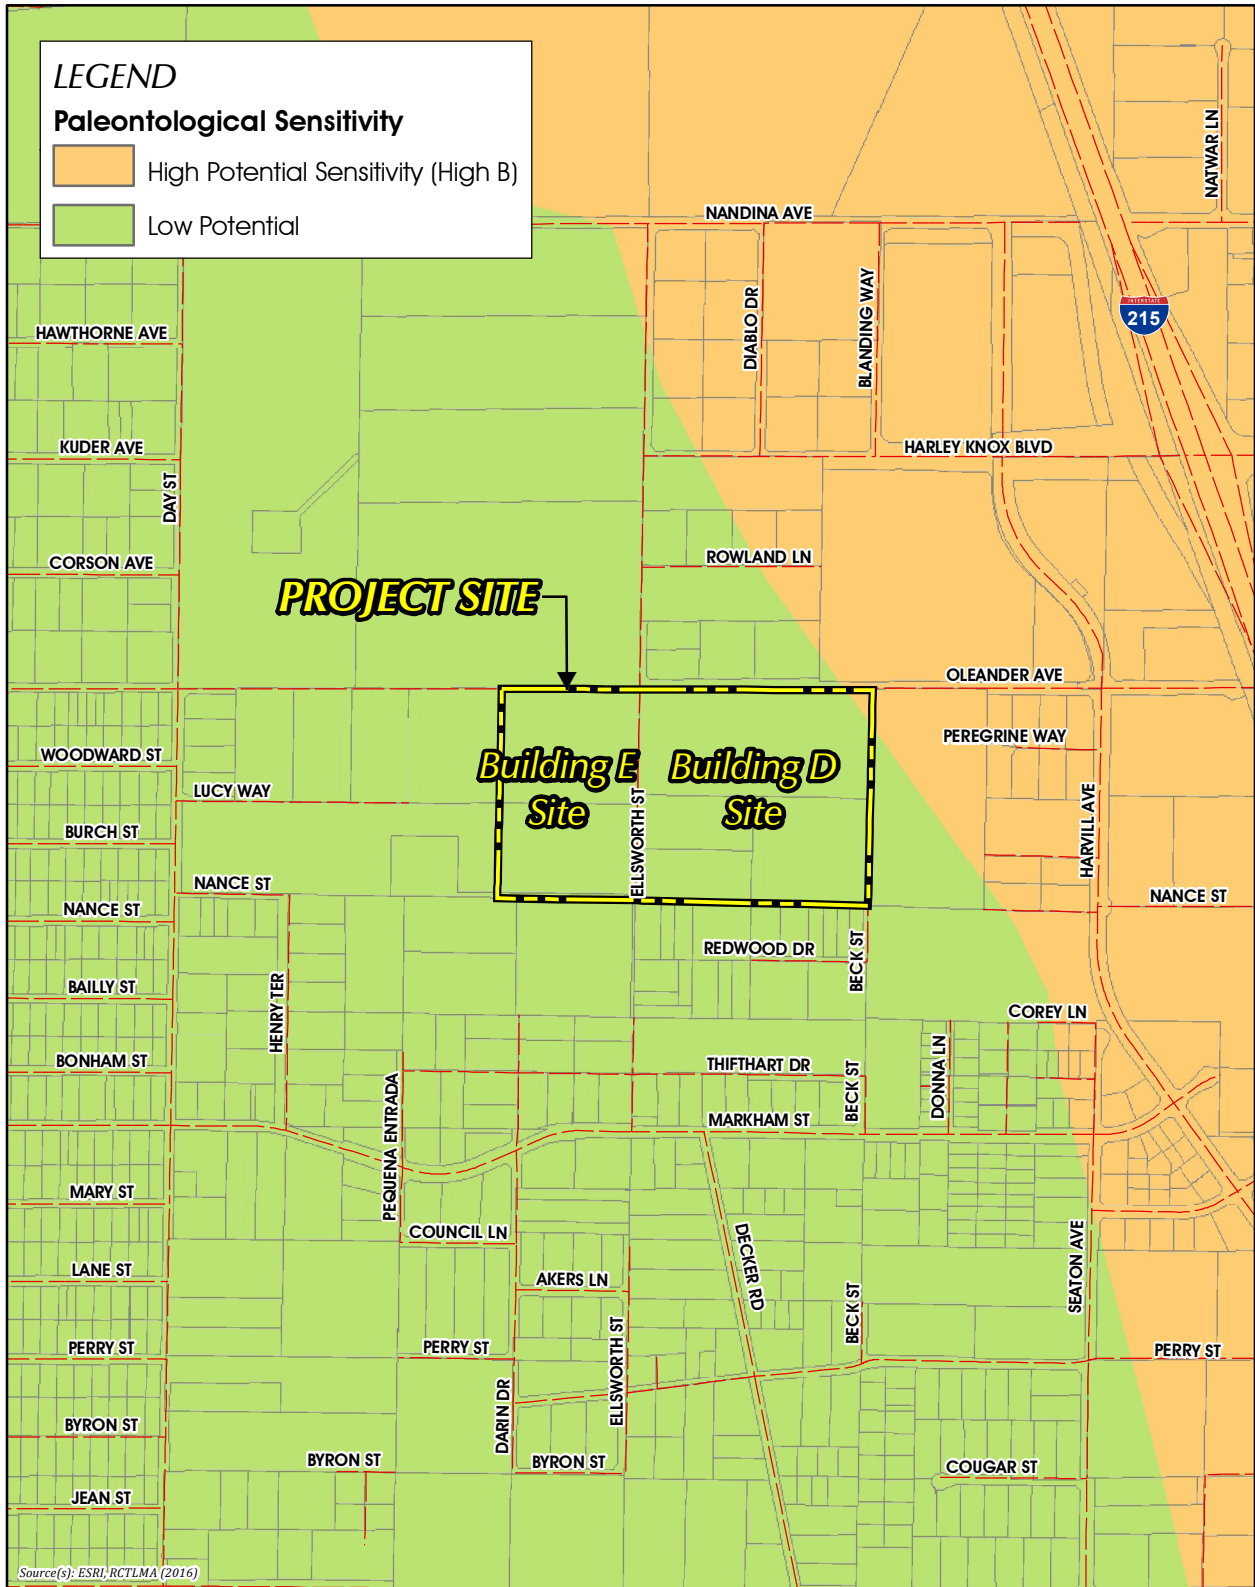 LEGEND
Paleontological Sensitivity
High Potential Sensitivity (High B)
Low Potential
NATWAR LN
NANDINA AVE
DIABLO DR
BLANDING WAY
INTERSTATE
215
HAWTHORNE AVE
KUDER AVE
HARLEY KNOX BLVD
DAY ST
CORSON AVE
ROWLAND LN
PROJECT SITE
OLEANDER AVE
WOODWARD ST
PEREGRINE WAY
Building E
Site
Building D
Site
LUCY WAY
ELLSWORTH ST
HARVILL AVE
BURCH ST
NANCE ST
NANCE ST
NANCE ST
REDWOOD DR
BECK ST
BAILLY ST
HENRY TER
COREY LN
BONHAM ST
THIFTHART DR
BECK ST
DONNA LN
PEQUENA ENTRADA
MARKHAM ST
MARY ST
COUNCIL LN
DECKER RD
SEATON AVE
LANE ST
AKERS LN
BECK ST
ELLSWORTH ST
PERRY ST
PERRY ST
PERRY ST
DARIN DR
BYRON ST
BYRON ST
BYRON ST
COUGAR ST
JEAN ST
Source(s): ESRI, RCTLMA (2016)